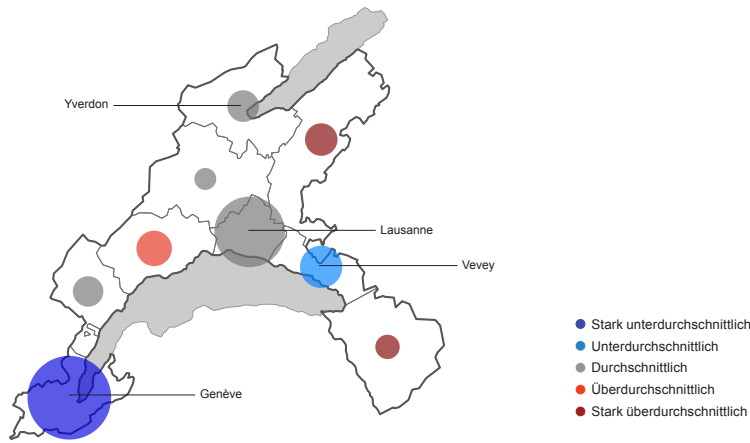 Yverdon
Lausanne
Vevey
Genève
Stark unterdurchschnittlich
Unterdurchschnittlich
Durchschnittlich
Überdurchschnittlich
Stark überdurchschnittlich